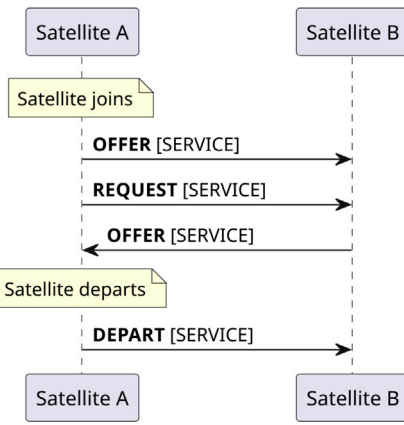 Satellite A
Satellite B
Satellite joins
OFFER [SERVICE]
REQUEST [SERVICE]
OFFER [SERVICE]
Satellite departs
DEPART [SERVICE]
Satellite A
Satellite B